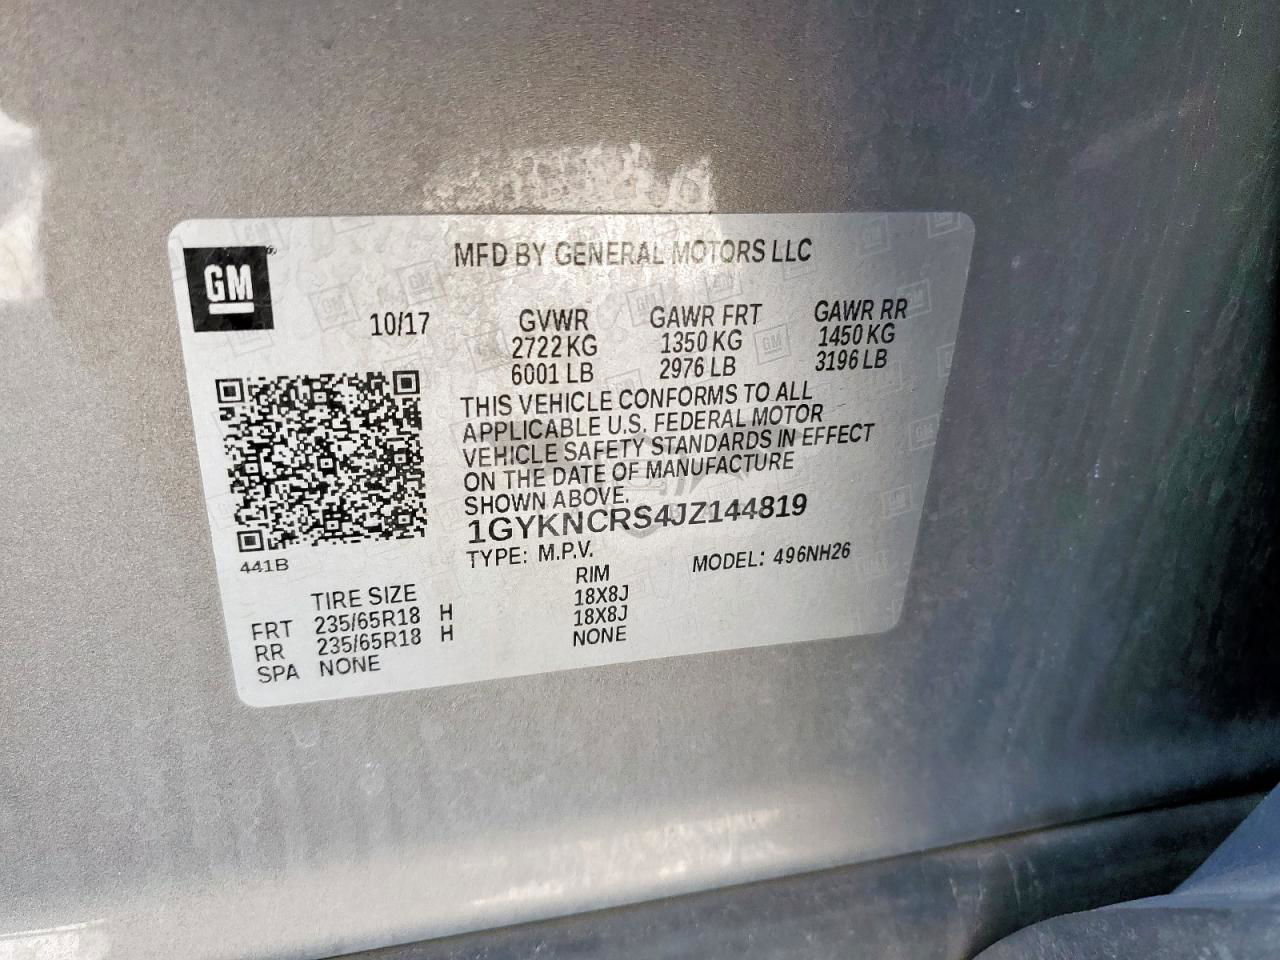 MFD BY GENERAL MOTORS LLC
GM
10/17
GVWR GAWR FRT GAWR RR
2722 KG 1350 KG 1450 KG
6001 LB 2976 LB 3196 LB
THIS VEHICLE CONFORMS TO ALL
APPLICABLE U.S. FEDERAL MOTOR
VEHICLE SAFETY STANDARDS IN EFFECT
ON THE DATE OF MANUFACTURE
SHOWN ABOVE.
1GYKNCRS4JZ144819
441B
TYPE: M.P.V. MODEL: 496NH26
TIRE SIZE RIM
FRT 235/65R18 H 18X8J
RR 235/65R18 H 18X8J
SPA NONE NONE